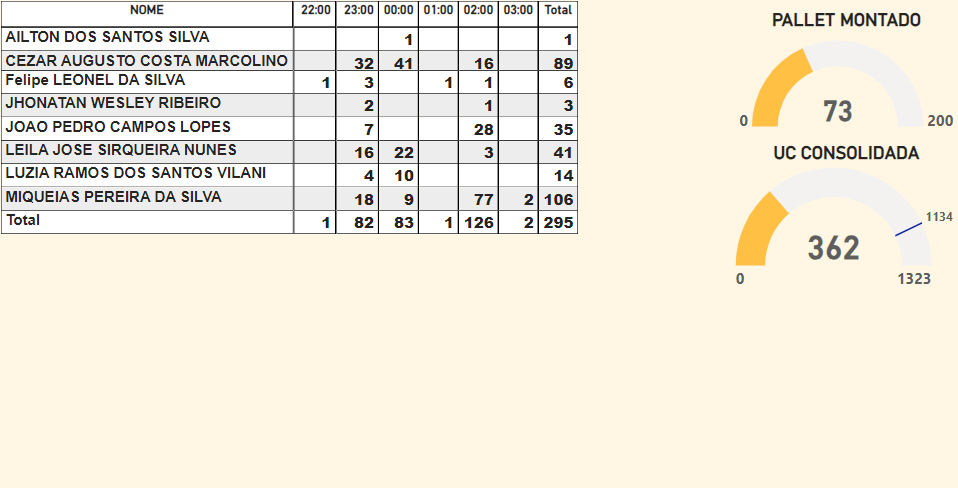 NOME 22:00 23:00 00:00 01:00 02:00 03:00 Total
AILTON DOS SANTOS SILVA 1 1
CEZAR AUGUSTO COSTA MARCOLINO 32 41 16 89
Felipe LEONEL DA SILVA 1 3 1 1 6
JHONATAN WESLEY RIBEIRO 2 1 3
JOAO PEDRO CAMPOS LOPES 7 28 35
LEILA JOSE SIRQUEIRA NUNES 16 22 3 41
LUZIA RAMOS DOS SANTOS VILANI 4 10 14
MIQUEIAS PEREIRA DA SILVA 18 9 77 2 106
Total 1 82 83 1 126 2 295
PALLET MONTADO
73
0 200
UC CONSOLIDADA
1134
362
0 1323